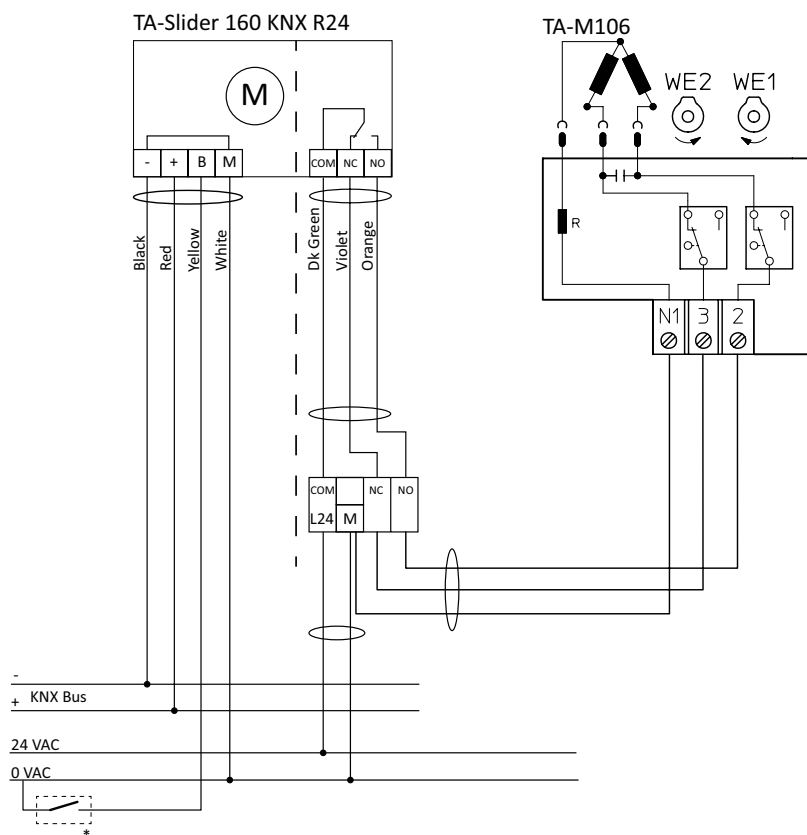 TA-Slider 160 KNX R24
TA-M106
M
WE2 WE1
- + B M
COM NC NO
R
Black
Red
Yellow
White
Dk Green
Violet
Orange
N1 3 2
COM NC NO
L24 M
-
+ KNX Bus
24 VAC
0 VAC
*